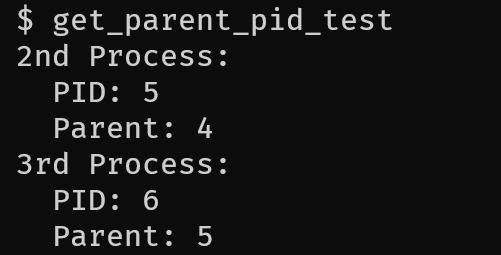 $ get_parent_pid_test
2nd Process:
  PID: 5
  Parent: 4
3rd Process:
  PID: 6
  Parent: 5